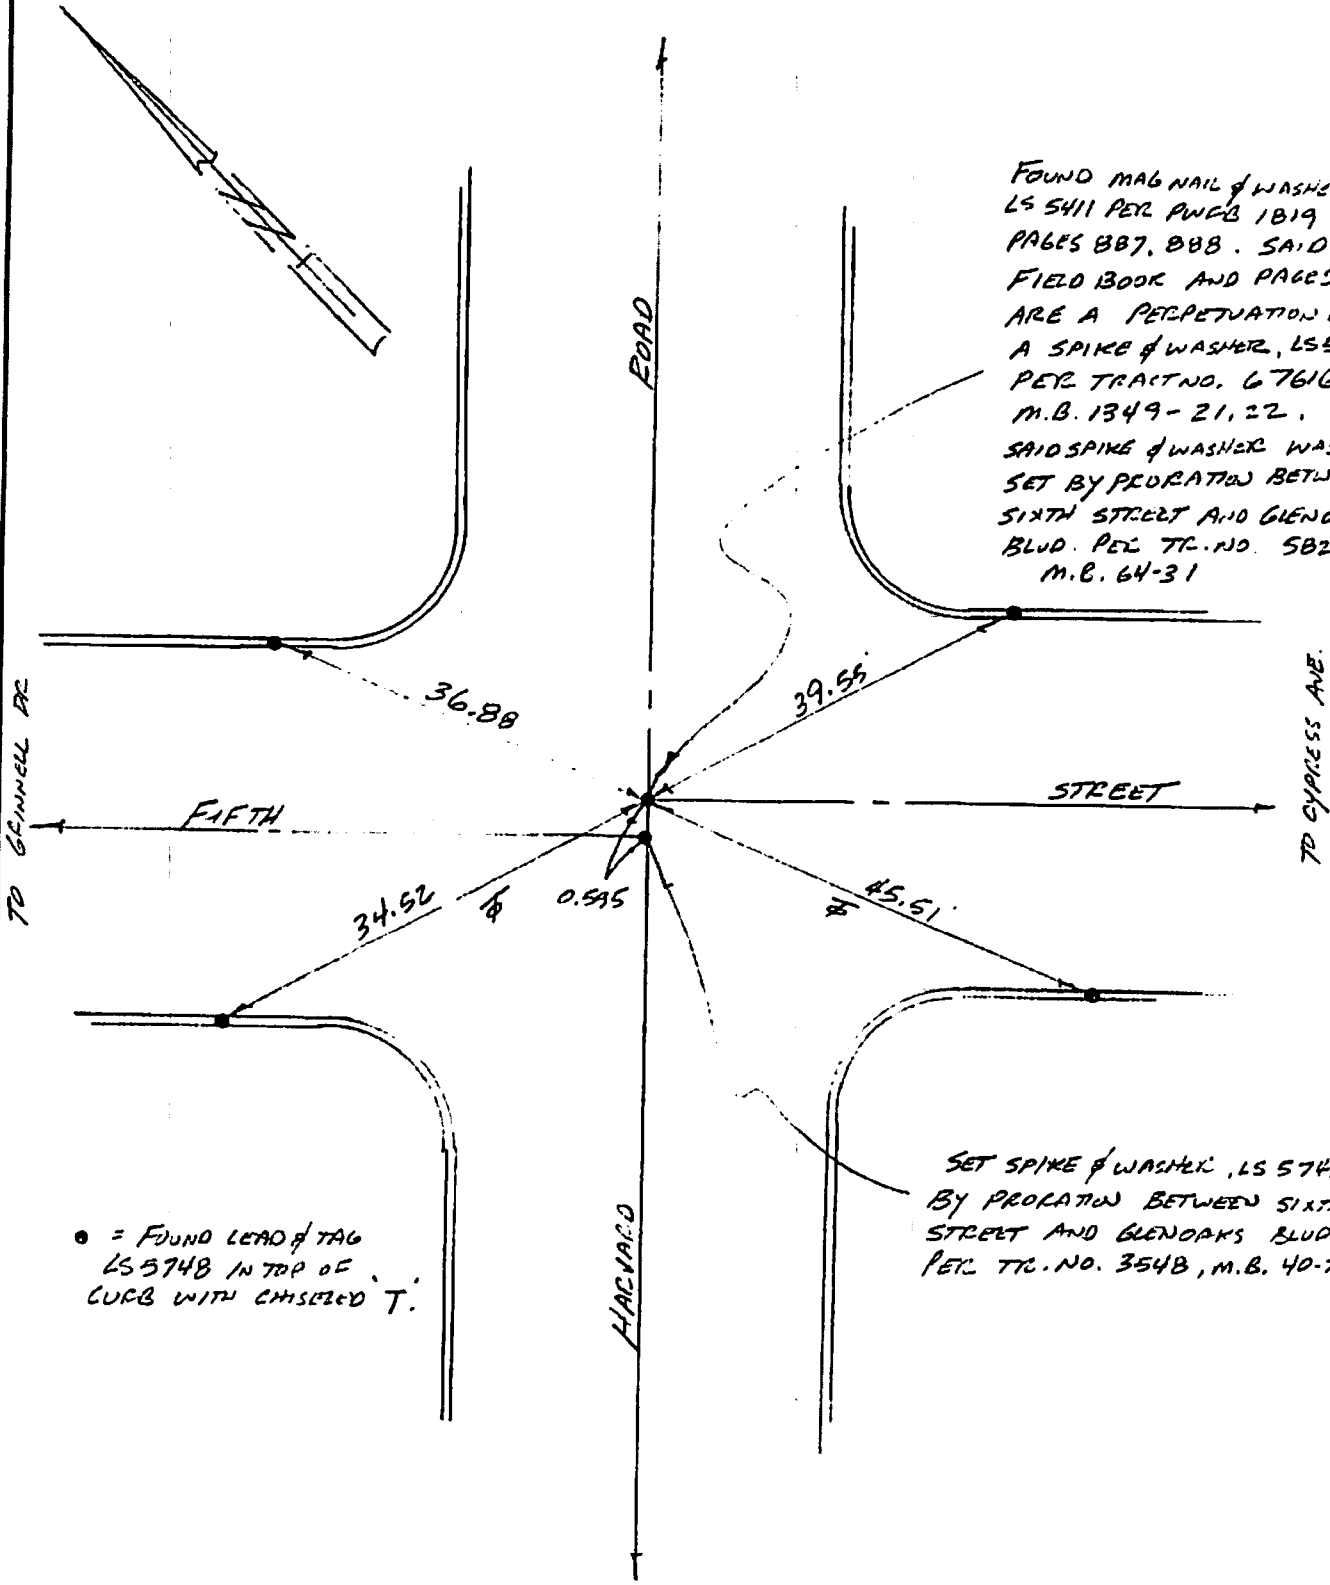 FOUND MAG NAIL & WASHE
LS 5411 PER PWFB 1819
PAGES 887, 888. SAID
FIELD BOOK AND PAGES
ARE A PERPETUATION
A SPIKE & WASHER, LS5
PER TRACT NO. 67616
M.B. 1349-21,22.
SAID SPIKE & WASHER WAS
SET BY PRORATION BETW
SIXTH STREET AND GLENO
BLVD. PER TR. NO. 582
M.B. 64-31
ROAD
36.88
39.55'
TO GRINNELL DR
FIFTH
STREET
TO CYPRESS AVE.
34.52
0.595
45.51'
HARVARD
SET SPIKE & WASHER, LS 574
BY PRORATION BETWEEN SIXT
STREET AND GLENOAKS BLVD
PER TR. NO. 3548, M.B. 40-
● = FOUND LEAD & TAG
LS 5748 IN TOP OF
CURB WITH CHISELED 'T'.